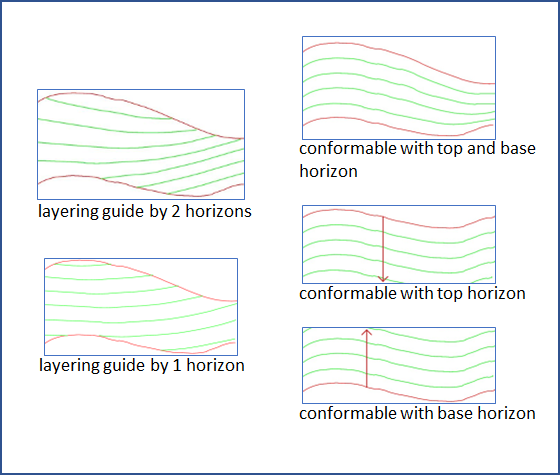 layering guide by 2 horizons
layering guide by 1 horizon
conformable with top and base
horizon
conformable with top horizon
conformable with base horizon